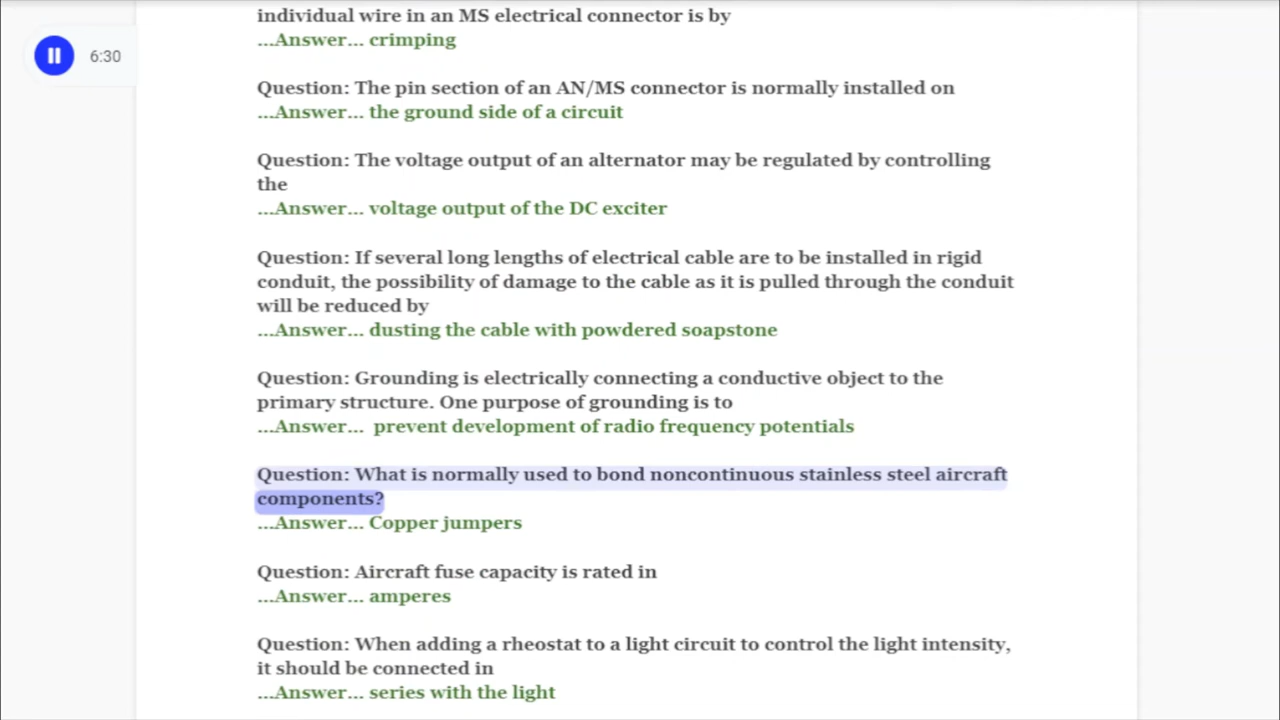 individual wire in an MS electrical connector is by
...Answer... crimping
6:30
Question: The pin section of an AN/MS connector is normally installed on
...Answer... the ground side of a circuit
Question: The voltage output of an alternator may be regulated by controlling
the
...Answer... voltage output of the DC exciter
Question: If several long lengths of electrical cable are to be installed in rigid
conduit, the possibility of damage to the cable as it is pulled through the conduit
will be reduced by
...Answer... dusting the cable with powdered soapstone
Question: Grounding is electrically connecting a conductive object to the
primary structure. One purpose of grounding is to
...Answer... prevent development of radio frequency potentials
Question: What is normally used to bond noncontinuous stainless steel aircraft
components?
...Answer... Copper jumpers
Question: Aircraft fuse capacity is rated in
...Answer... amperes
Question: When adding a rheostat to a light circuit to control the light intensity,
it should be connected in
...Answer... series with the light